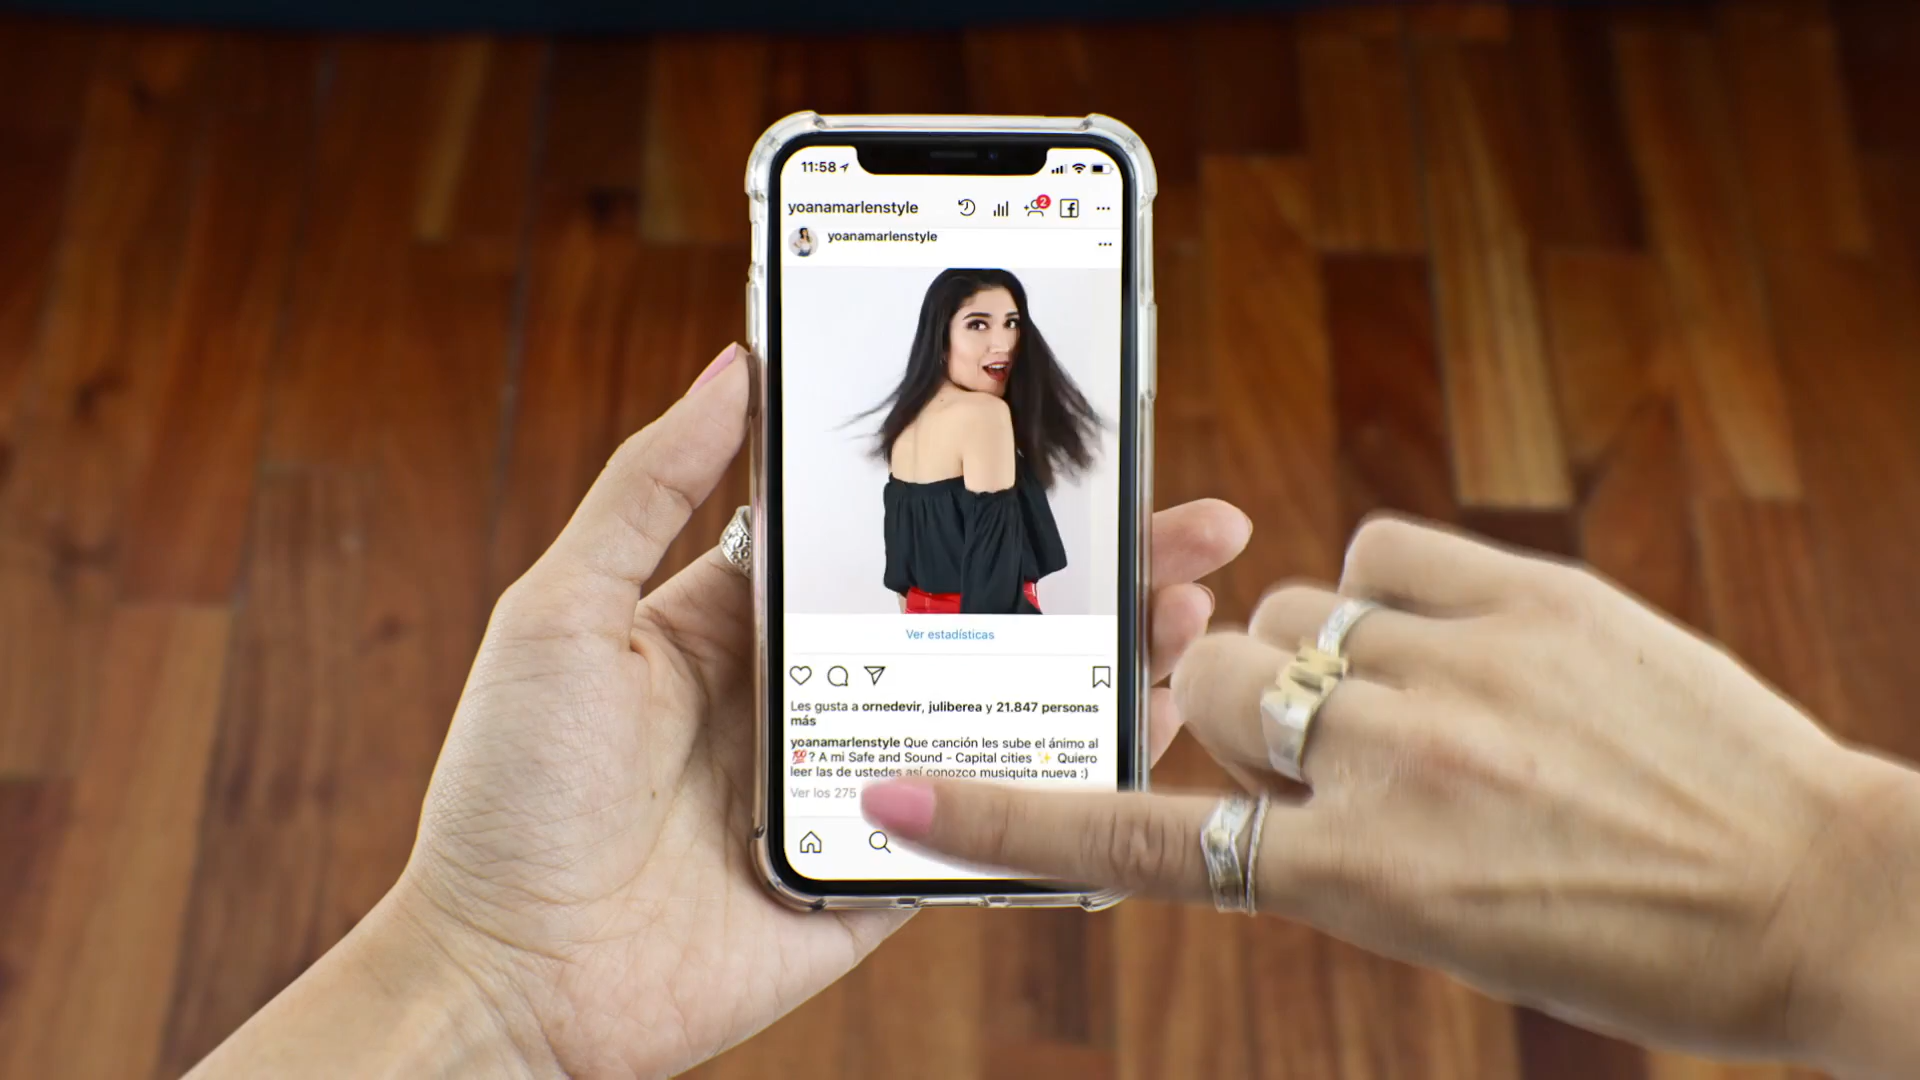 11:58
yoanamarlenstyle
2
yoanamarlenstyle
Ver estadísticas
Les gusta a ornedevir, juliberea y 21.847 personas
más
yoanamarlenstyle Que canción les sube el ánimo al
💯? A mi Safe and Sound - Capital cities ✨ Quiero
leer las de ustedes así conozco musiquita nueva :)
Ver los 275